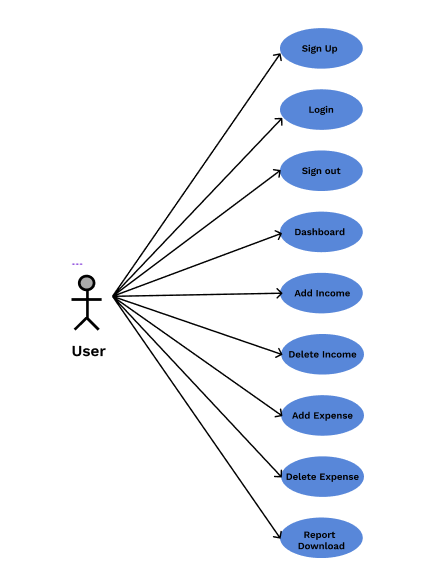 Sign Up
Login
Sign out
Dashboard
---
Add Income
User
Delete Income
Add Expense
Delete Expense
Report
Download